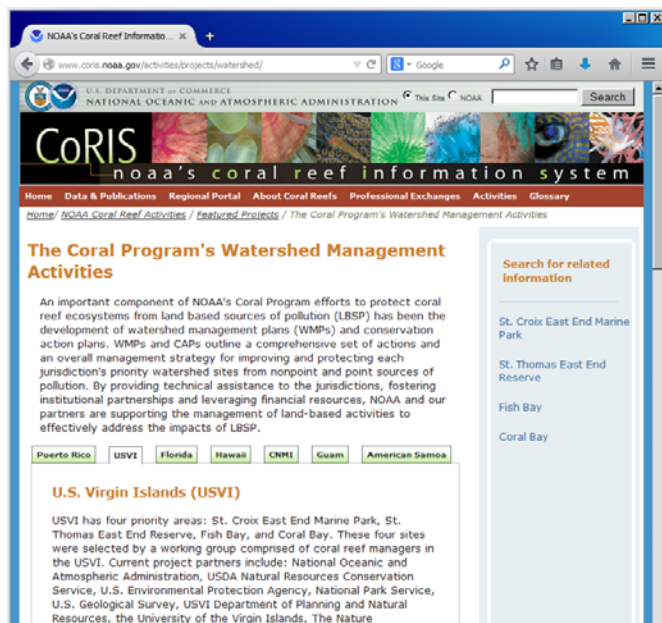 NOAA's Coral Reef Informatio... × +
www.coris.noaa.gov/activities/projects/watershed/
Google
U.S. DEPARTMENT OF COMMERCE
NATIONAL OCEANIC AND ATMOSPHERIC ADMINISTRATION
This Site NOAA Search
CoRIS
noaa's coral reef information system
Home Data & Publications Regional Portal About Coral Reefs Professional Exchanges Activities Glossary
Home/ NOAA Coral Reef Activities / Featured Projects / The Coral Program's Watershed Management Activities
The Coral Program's Watershed Management
Activities
An important component of NOAA's Coral Program efforts to protect coral
reef ecosystems from land based sources of pollution (LBSP) has been the
development of watershed management plans (WMPs) and conservation
action plans. WMPs and CAPs outline a comprehensive set of actions and
an overall management strategy for improving and protecting each
jurisdiction's priority watershed sites from nonpoint and point sources of
pollution. By providing technical assistance to the jurisdictions, fostering
institutional partnerships and leveraging financial resources, NOAA and our
partners are supporting the management of land-based activities to
effectively address the impacts of LBSP.
Puerto Rico USVI Florida Hawaii CNMI Guam American Samoa
U.S. Virgin Islands (USVI)
USVI has four priority areas: St. Croix East End Marine Park, St.
Thomas East End Reserve, Fish Bay, and Coral Bay. These four sites
were selected by a working group comprised of coral reef managers in
the USVI. Current project partners include: National Oceanic and
Atmospheric Administration, USDA Natural Resources Conservation
Service, U.S. Environmental Protection Agency, National Park Service,
U.S. Geological Survey, USVI Department of Planning and Natural
Resources, the University of the Virgin Islands, The Nature
Search for related
information
St. Croix East End Marine
Park
St. Thomas East End
Reserve
Fish Bay
Coral Bay